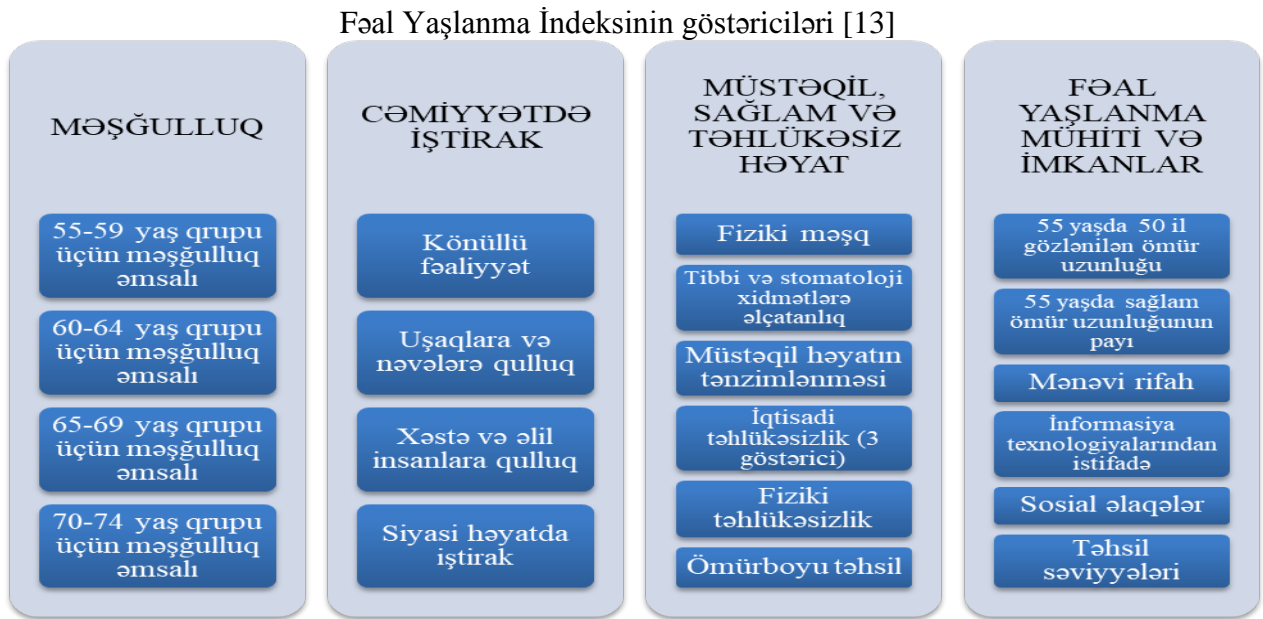 Fəal Yaşlanma İndeksinin göstəriciləri [13]
MƏŞĞULLUQ
55-59 yaş qrupu
üçün məşğulluq
əmsalı
60-64 yaş qrupu
üçün məşğulluq
əmsalı
65-69 yaş qrupu
üçün məşğulluq
əmsalı
70-74 yaş qrupu
üçün məşğulluq
əmsalı
CƏMİYYƏTDƏ
İŞTİRAK
Könüllü
fəaliyyət
Uşaqlara və
nəvələrə qulluq
Xəstə və əlil
insanlara qulluq
Siyasi həyatda
iştirak
MÜSTƏQİL,
SAĞLAM VƏ
TƏHLÜKƏSİZ
HƏYAT
Fiziki məşq
Tibbi və stomatoloji
xidmətlərə
əlçatanlıq
Müstəqil həyatın
tənzimlənməsi
İqtisadi
təhlükəsizlik (3
göstərici)
Fiziki
təhlükəsizlik
Ömürboyu təhsil
FƏAL
YAŞLANMA
MÜHİTİ VƏ
İMKANLAR
55 yaşda 50 il
gözlənilən ömür
uzunluğu
55 yaşda sağlam
ömür uzunluğunun
payı
Mənəvi rifah
İnformasiya
texnologiyalarından
istifadə
Sosial əlaqələr
Təhsil
səviyyələri